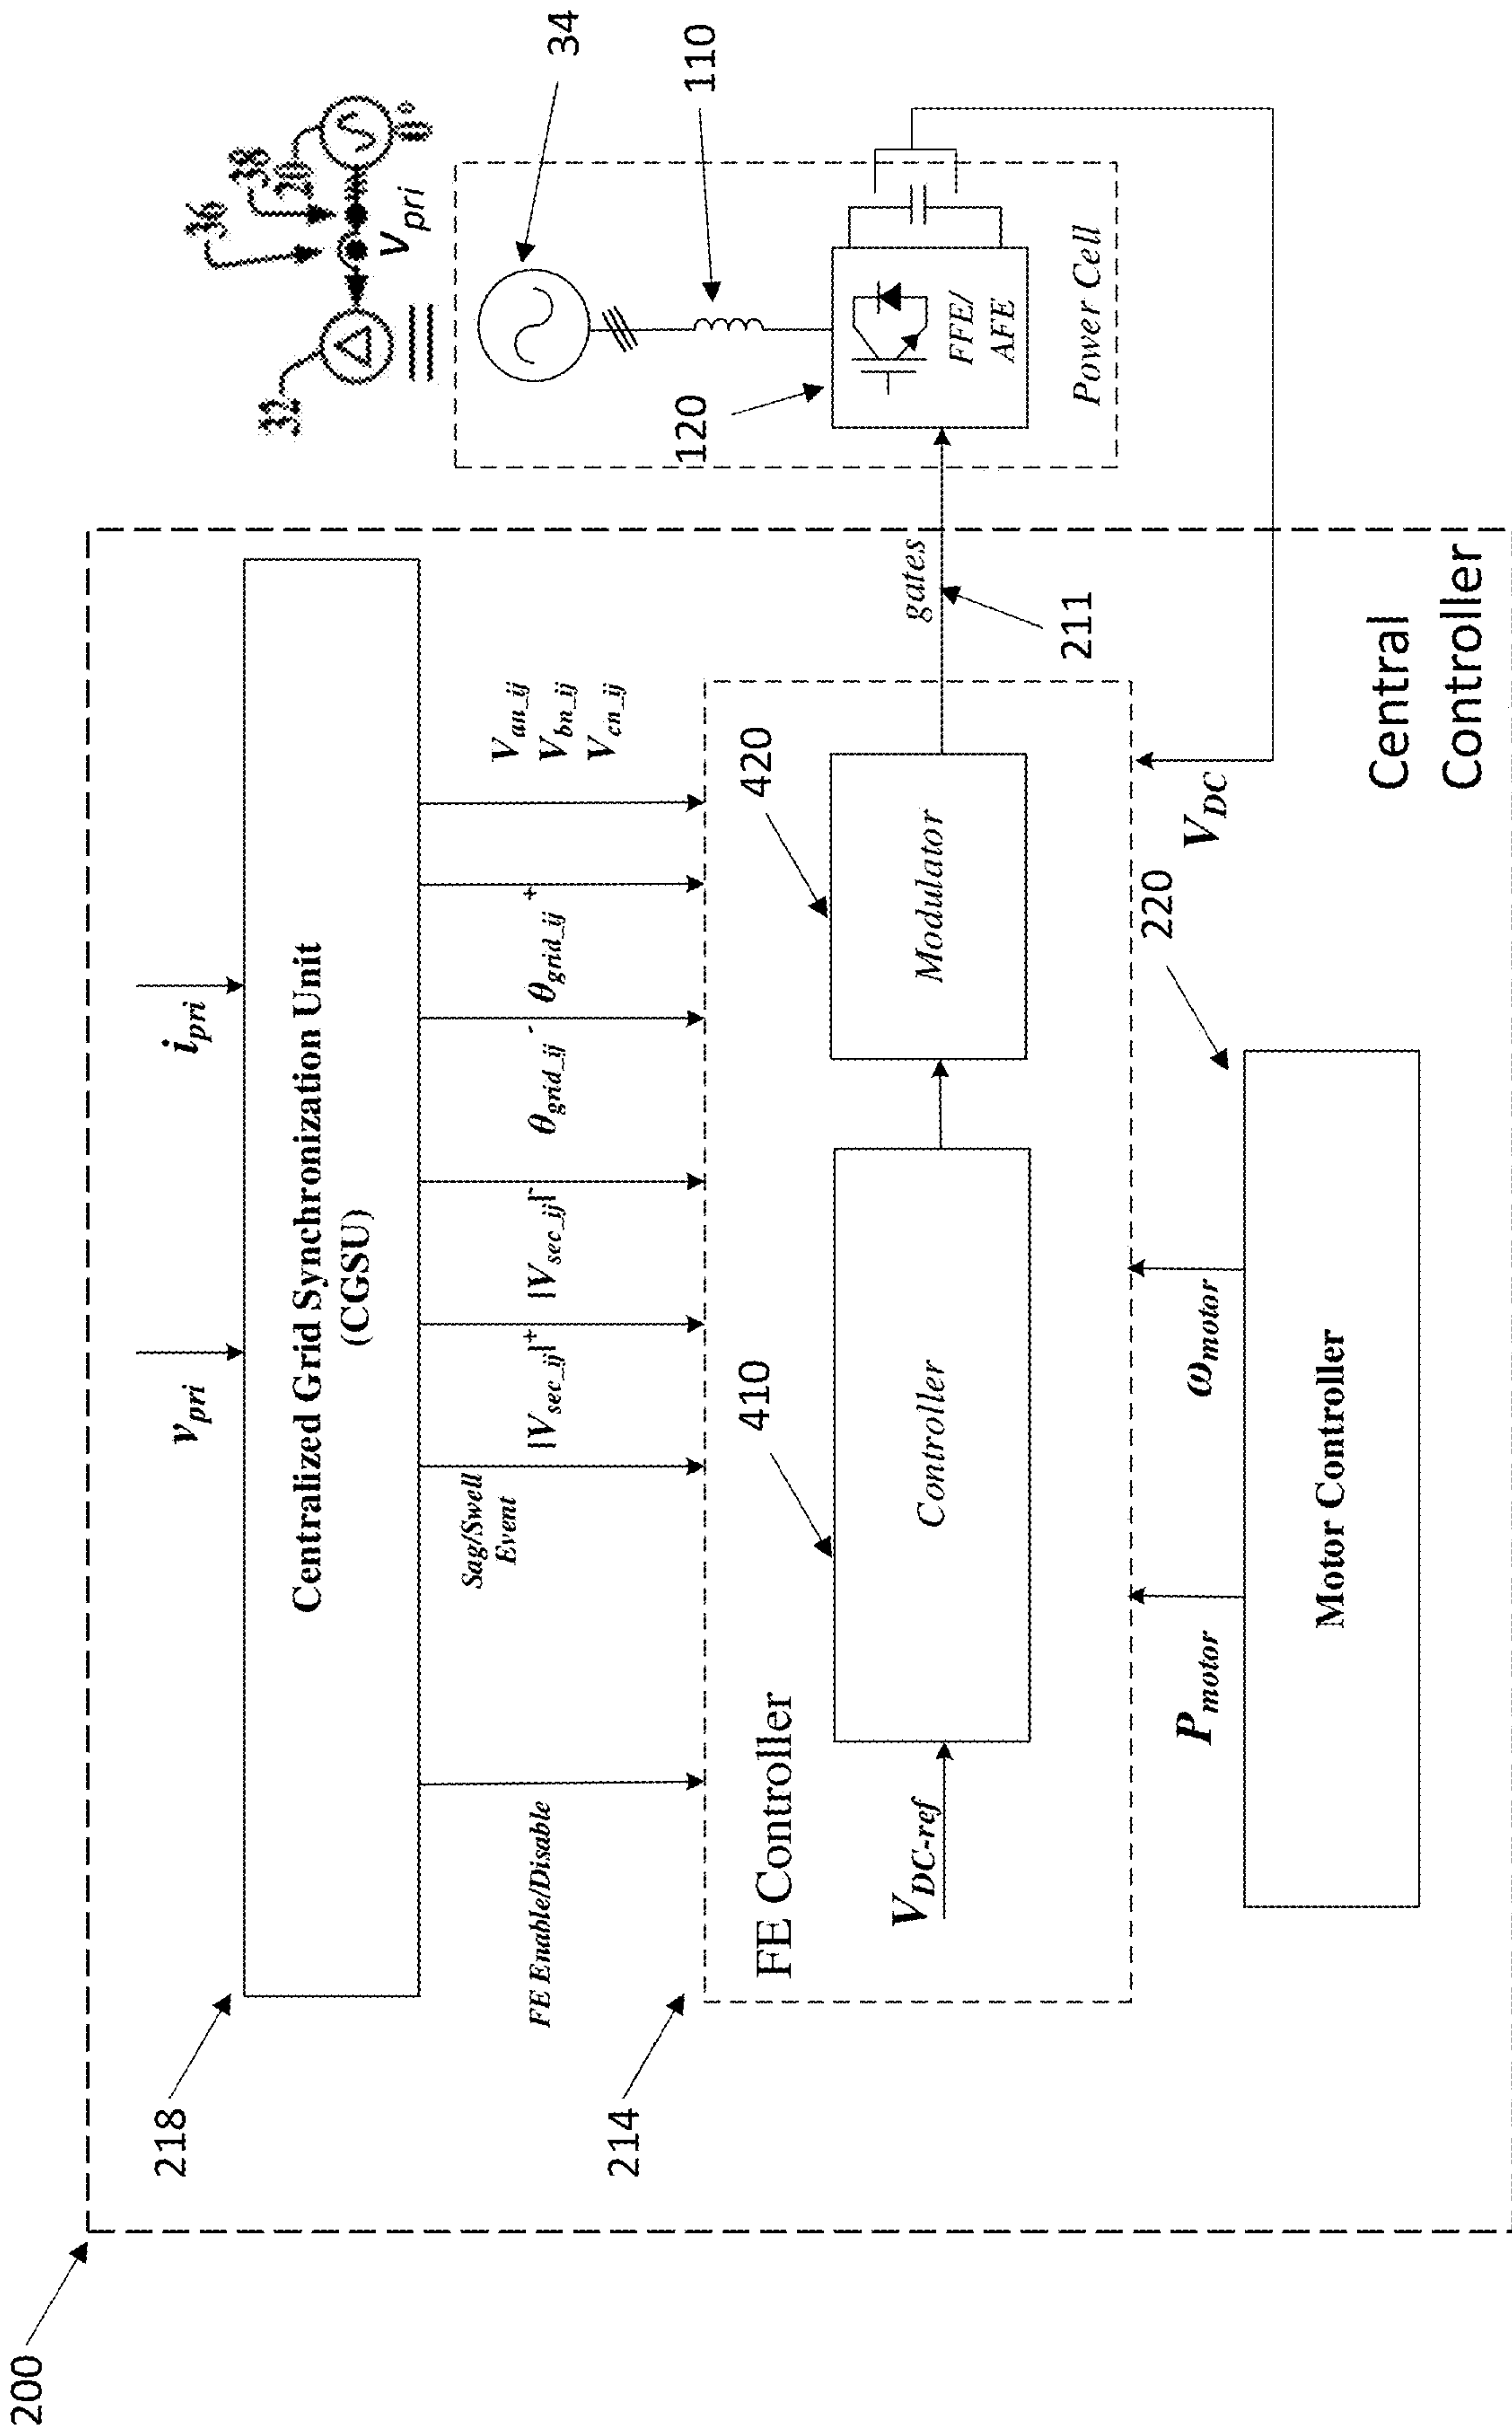 200
218
v_pri
i_pri
Centralized Grid Synchronization Unit
(CGSU)
36
38
20
32
V_pri
0°
34
110
FE Enable/Disable
Sag/Swell
Event
|V_sec_ij|⁺
|V_sec_ij|⁻
θ_grid_ij⁻
θ_grid_ij⁺
V_an_ij
V_bn_ij
V_cn_ij
214
FE Controller
410
420
V_DC-ref
Controller
Modulator
gates
211
120
FFE/
AFE
Power Cell
P_motor
ω_motor
220
V_DC
Motor Controller
Central
Controller